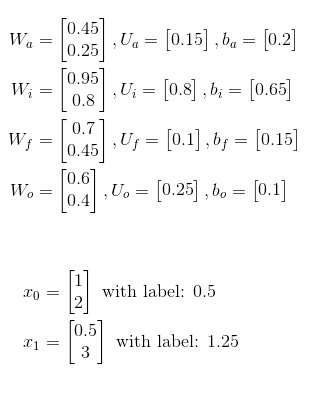 W_a = [0.45 0.25], U_a = [0.15], b_a = [0.2]
W_i = [0.95 0.8], U_i = [0.8], b_i = [0.65]
W_f = [0.7 0.45], U_f = [0.1], b_f = [0.15]
W_o = [0.6 0.4], U_o = [0.25], b_o = [0.1]
x_0 = [1 2] with label: 0.5
x_1 = [0.5 3] with label: 1.25